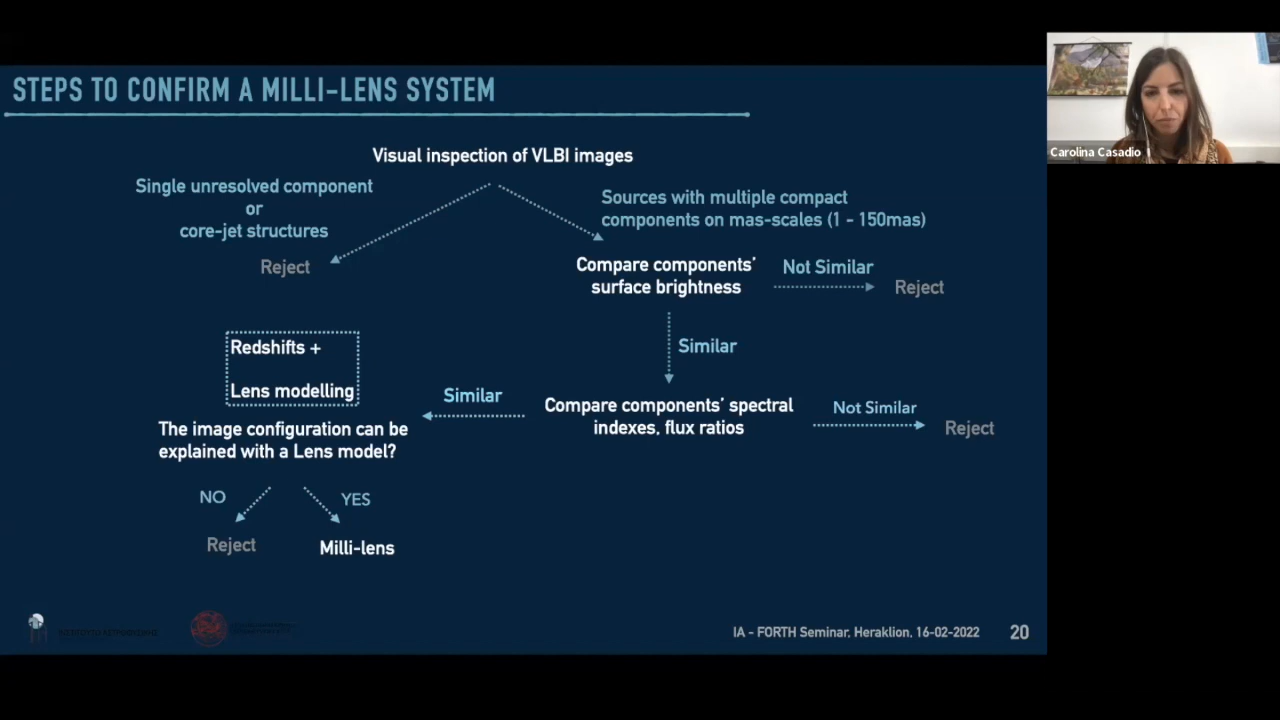 STEPS TO CONFIRM A MILLI-LENS SYSTEM
Carolina Casadio
Visual inspection of VLBI images
Single unresolved component
or
core-jet structures
Reject
Sources with multiple compact
components on mas-scales (1 - 150mas)
Compare components'
surface brightness
Not Similar
Reject
Similar
Redshifts +
Lens modelling
Similar
Compare components' spectral
indexes, flux ratios
Not Similar
Reject
The image configuration can be
explained with a Lens model?
NO
YES
Reject
Milli-lens
IA - FORTH Seminar, Heraklion, 16-02-2022
20